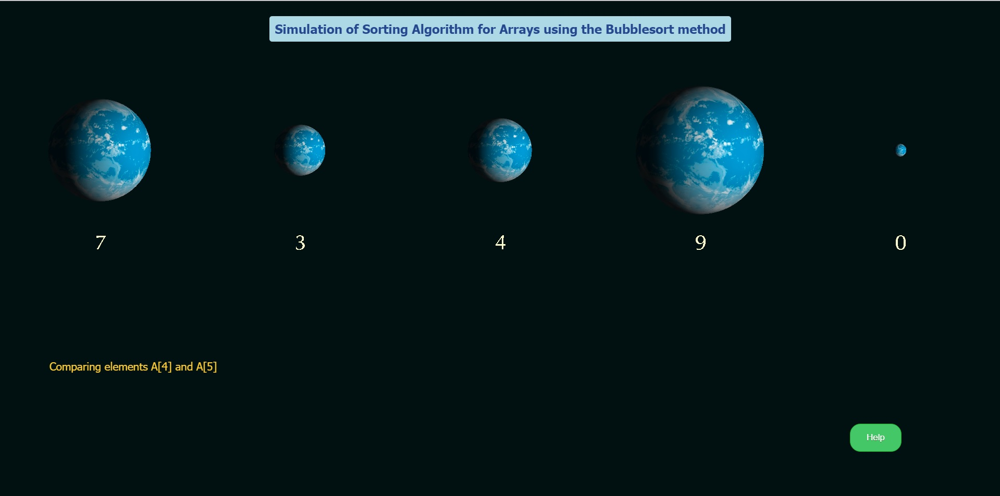 Simulation of Sorting Algorithm for Arrays using the Bubblesort method
7 3 4 9 0
Comparing elements A[4] and A[5]
Help